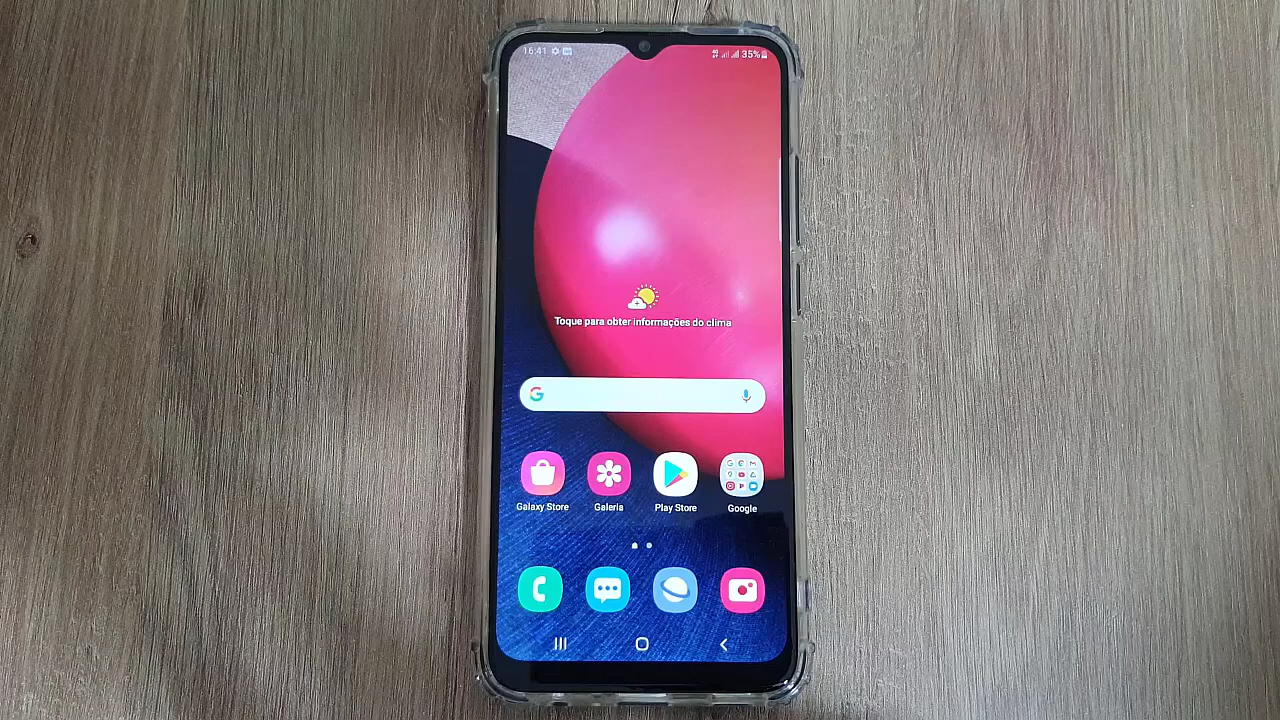 16:41
35%
Toque para obter informações do clima
G
Galaxy Store
Galeria
Play Store
Google